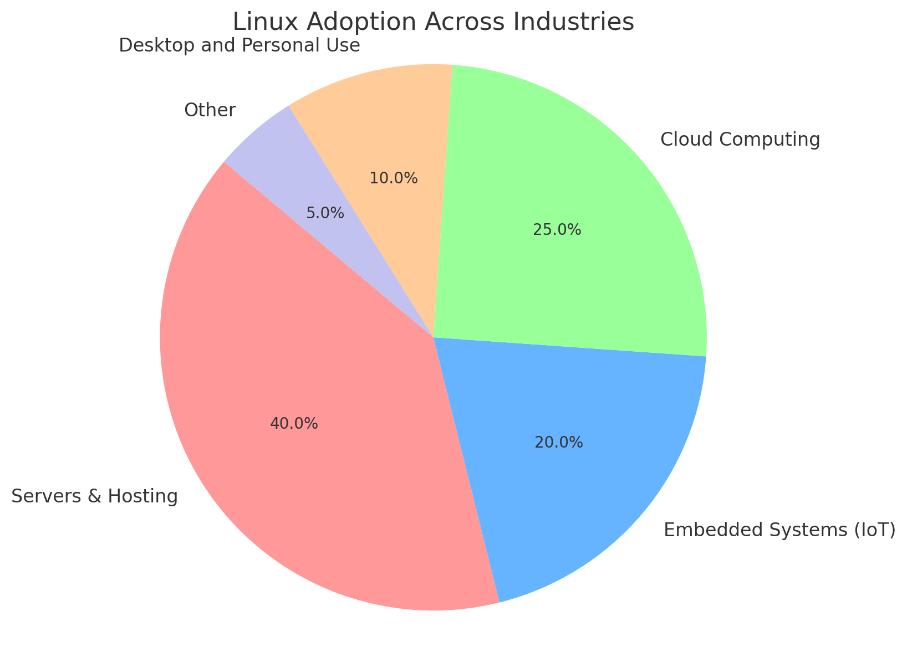 Linux Adoption Across Industries
Desktop and Personal Use
Other
Cloud Computing
10.0%
5.0%
25.0%
40.0%
20.0%
Servers & Hosting
Embedded Systems (IoT)